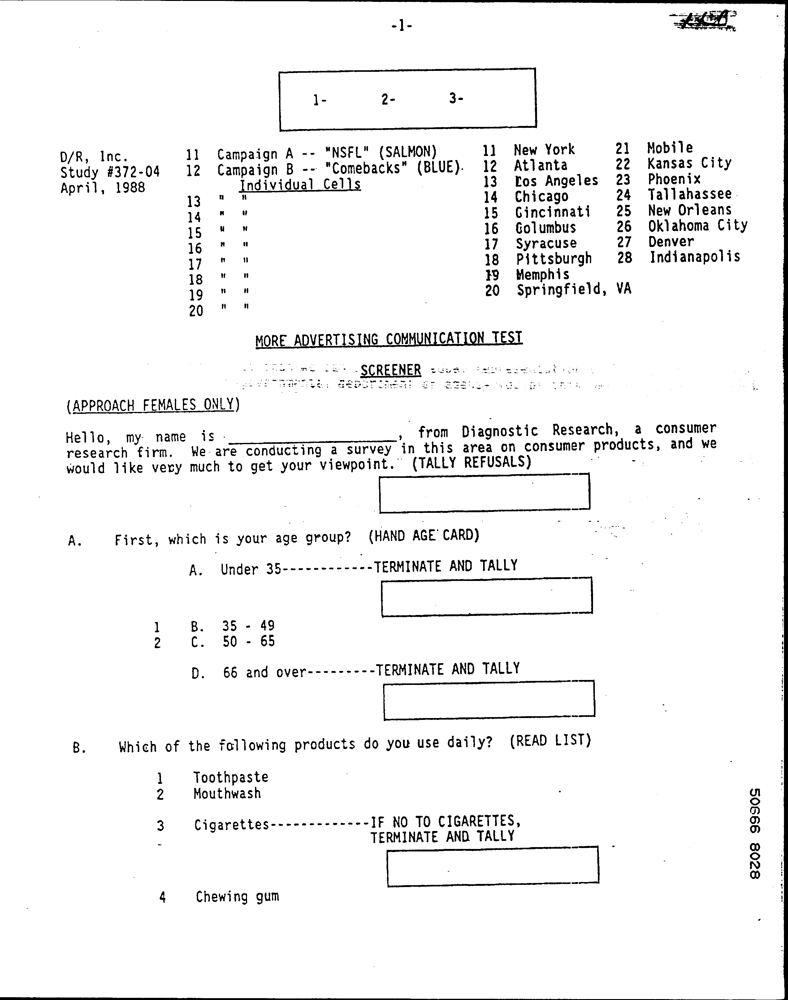 -1-
1- 2- 3-
D/R, Inc.
Study #372-04
April, 1988
11 Campaign A -- "NSFL" (SALMON)
12 Campaign B -- "Comebacks" (BLUE).
Individual Cells
13 " "
14 " "
15 " "
16 " "
17 " "
18 " "
19 " "
20 " "
11 New York
12 Atlanta
13 Los Angeles
14 Chicago
15 Cincinnati
16 Columbus
17 Syracuse
18 Pittsburgh
19 Memphis
20 Springfield, VA
21 Mobile
22 Kansas City
23 Phoenix
24 Tallahassee
25 New Orleans
26 Oklahoma City
27 Denver
28 Indianapolis
MORE ADVERTISING COMMUNICATION TEST
SCREENER
(APPROACH FEMALES ONLY)
Hello, my name is ____________________, from Diagnostic Research, a consumer
research firm. We are conducting a survey in this area on consumer products, and we
would like very much to get your viewpoint. (TALLY REFUSALS)
A. First, which is your age group? (HAND AGE CARD)
A. Under 35------------TERMINATE AND TALLY
1 B. 35 - 49
2 C. 50 - 65
D. 66 and over---------TERMINATE AND TALLY
B. Which of the following products do you use daily? (READ LIST)
1 Toothpaste
2 Mouthwash
3 Cigarettes-------------IF NO TO CIGARETTES,
TERMINATE AND TALLY
4 Chewing gum
50666 8028